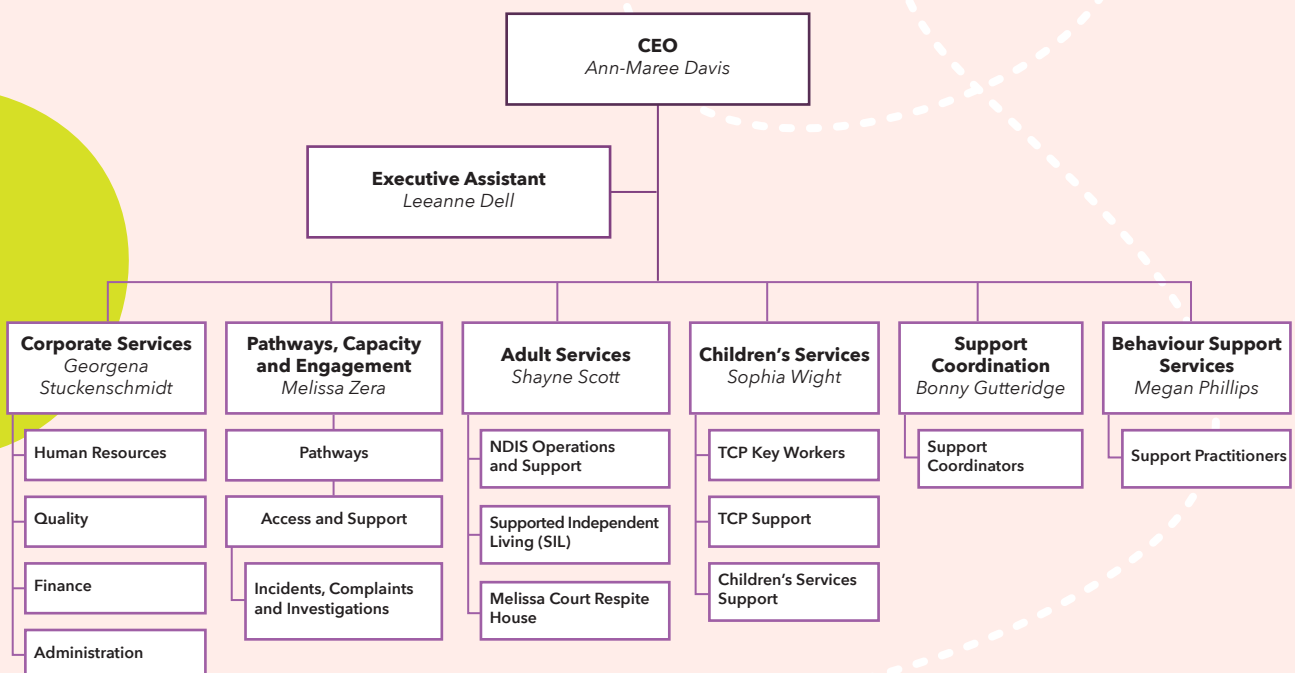 CEO
Ann-Maree Davis
Executive Assistant
Leeanne Dell
Corporate Services
Georgena
Stuckenschmidt
Human Resources
Quality
Finance
Administration
Pathways, Capacity
and Engagement
Melissa Zera
Pathways
Access and Support
Incidents, Complaints
and Investigations
Adult Services
Shayne Scott
NDIS Operations
and Support
Supported Independent
Living (SIL)
Melissa Court Respite
House
Children's Services
Sophia Wight
TCP Key Workers
TCP Support
Children's Services
Support
Support
Coordination
Bonny Gutteridge
Support
Coordinators
Behaviour Support
Services
Megan Phillips
Support Practitioners